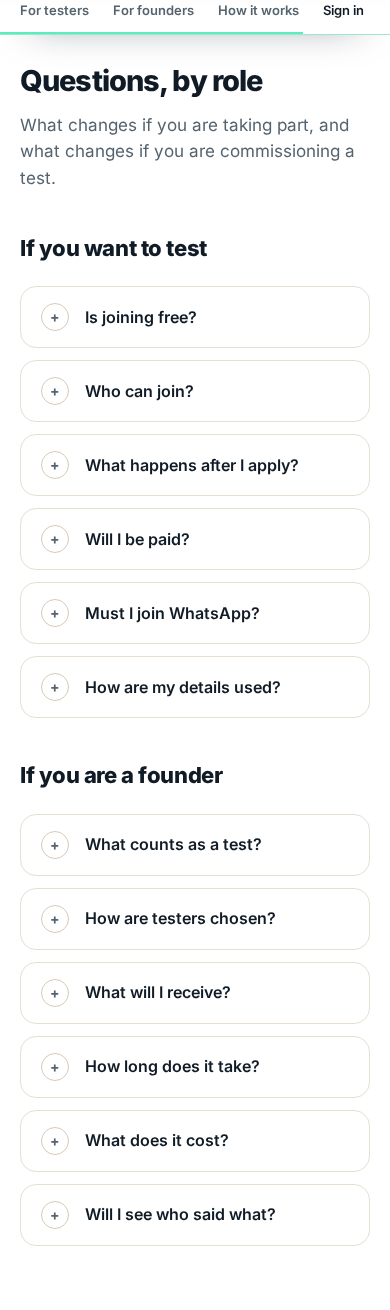 For testers For founders How it works Sign in
Questions, by role
What changes if you are taking part, and
what changes if you are commissioning a
test.
If you want to test
+ Is joining free?
+ Who can join?
+ What happens after I apply?
+ Will I be paid?
+ Must I join WhatsApp?
+ How are my details used?
If you are a founder
+ What counts as a test?
+ How are testers chosen?
+ What will I receive?
+ How long does it take?
+ What does it cost?
+ Will I see who said what?